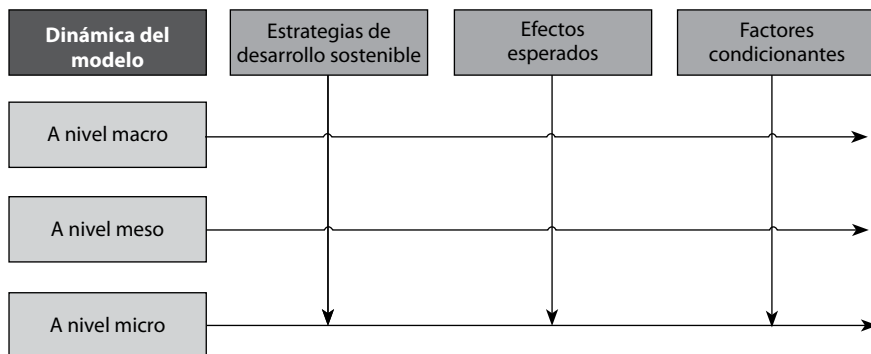 Dinámica del
modelo
Estrategias de
desarrollo sostenible
Efectos
esperados
Factores
condicionantes
A nivel macro
A nivel meso
A nivel micro